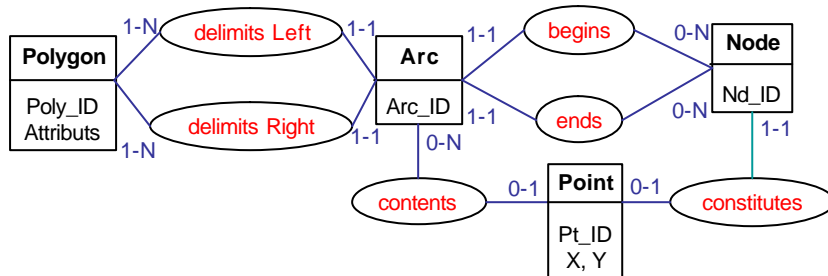 1-N
delimits Left
1-1
1-1
begins
0-N
Polygon
Arc
Node
Poly_ID
Attributs
Arc_ID
Nd_ID
1-N
delimits Right
1-1
1-1
ends
0-N
0-N
1-1
contents
0-1
Point
0-1
constitutes
Pt_ID
X, Y